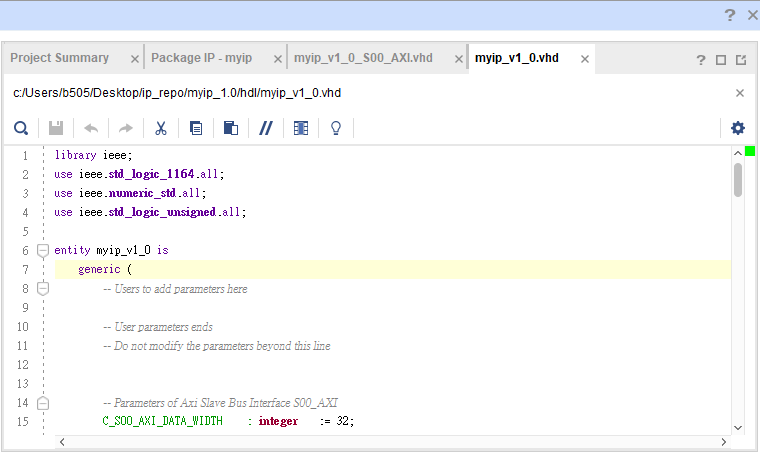 Project Summary Package IP - myip myip_v1_0_S00_AXI.vhd myip_v1_0.vhd
c:/Users/b505/Desktop/ip_repo/myip_1.0/hdl/myip_v1_0.vhd
1 library ieee;
2 use ieee.std_logic_1164.all;
3 use ieee.numeric_std.all;
4 use ieee.std_logic_unsigned.all;
5
6 entity myip_v1_0 is
7 generic (
8 -- Users to add parameters here
9
10 -- User parameters ends
11 -- Do not modify the parameters beyond this line
12
13
14 -- Parameters of Axi Slave Bus Interface S00_AXI
15 C_S00_AXI_DATA_WIDTH : integer := 32;